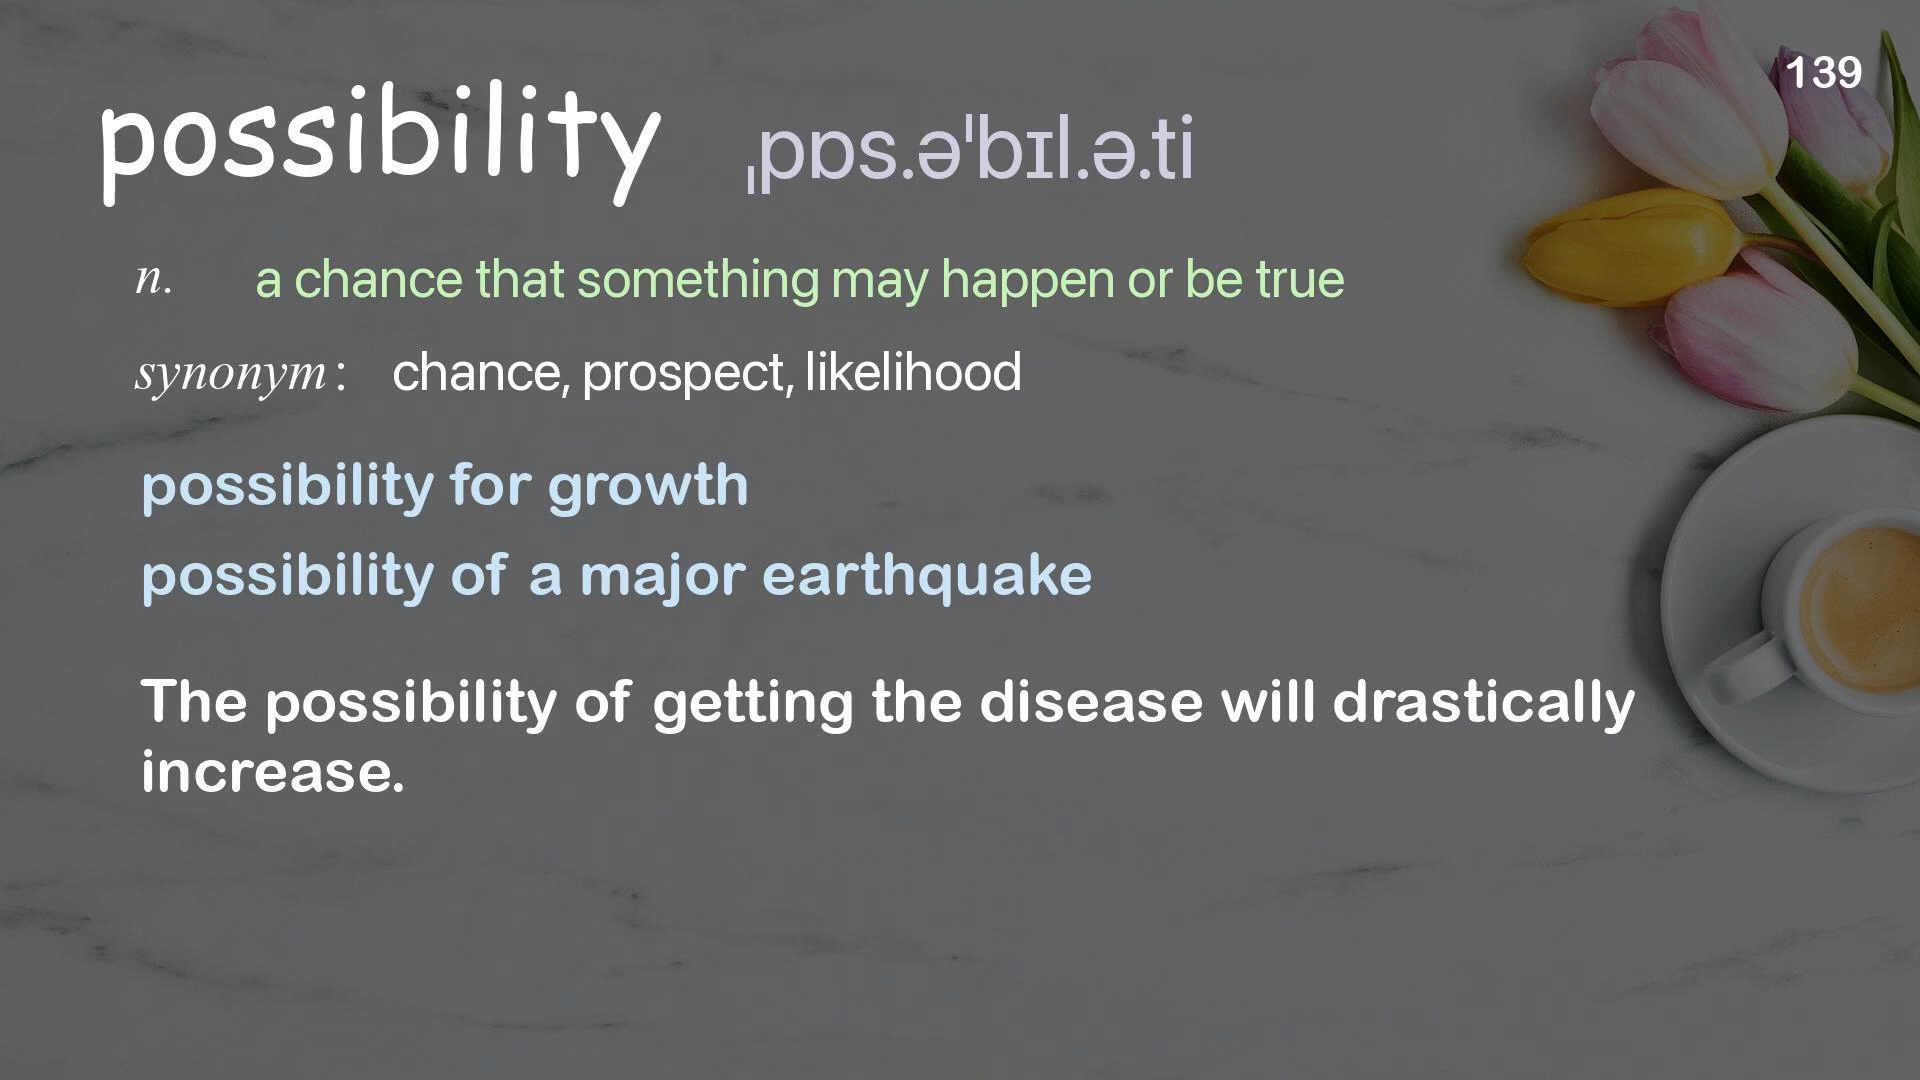 139
possibility ˌpɒs.əˈbɪl.ə.ti
n. a chance that something may happen or be true
synonym: chance, prospect, likelihood
possibility for growth
possibility of a major earthquake
The possibility of getting the disease will drastically
increase.